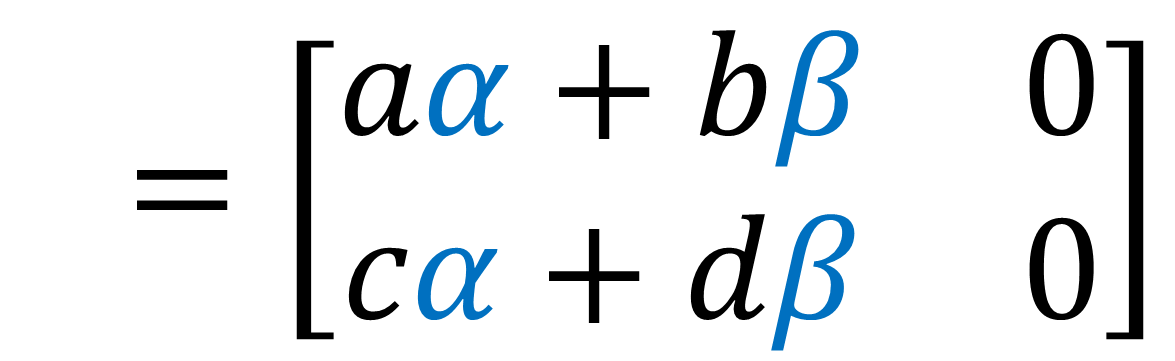 = [aα + bβ 0
cα + dβ 0]